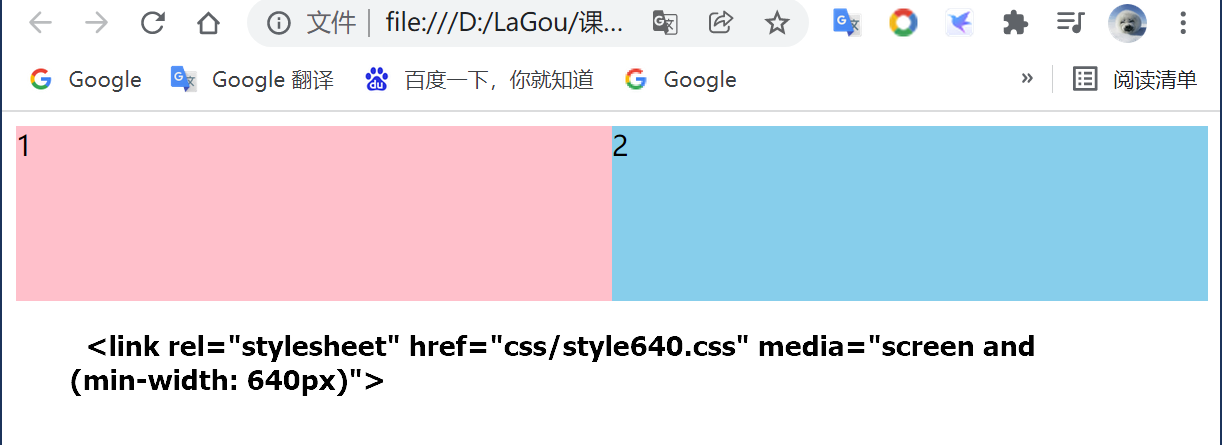 文件 file:///D:/LaGou/课…
Google Google 翻译 百度一下，你就知道 Google » 阅读清单
1 2
<link rel="stylesheet" href="css/style640.css" media="screen and
(min-width: 640px)">